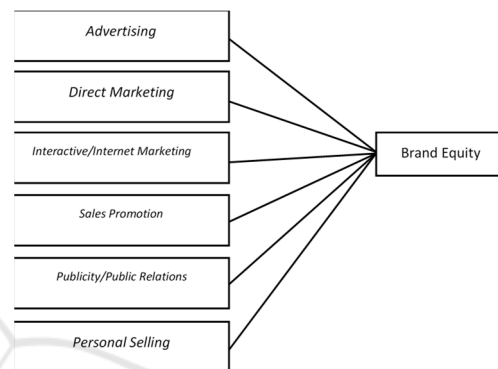 Advertising
Direct Marketing
Interactive/Internet Marketing
Brand Equity
Sales Promotion
Publicity/Public Relations
Personal Selling